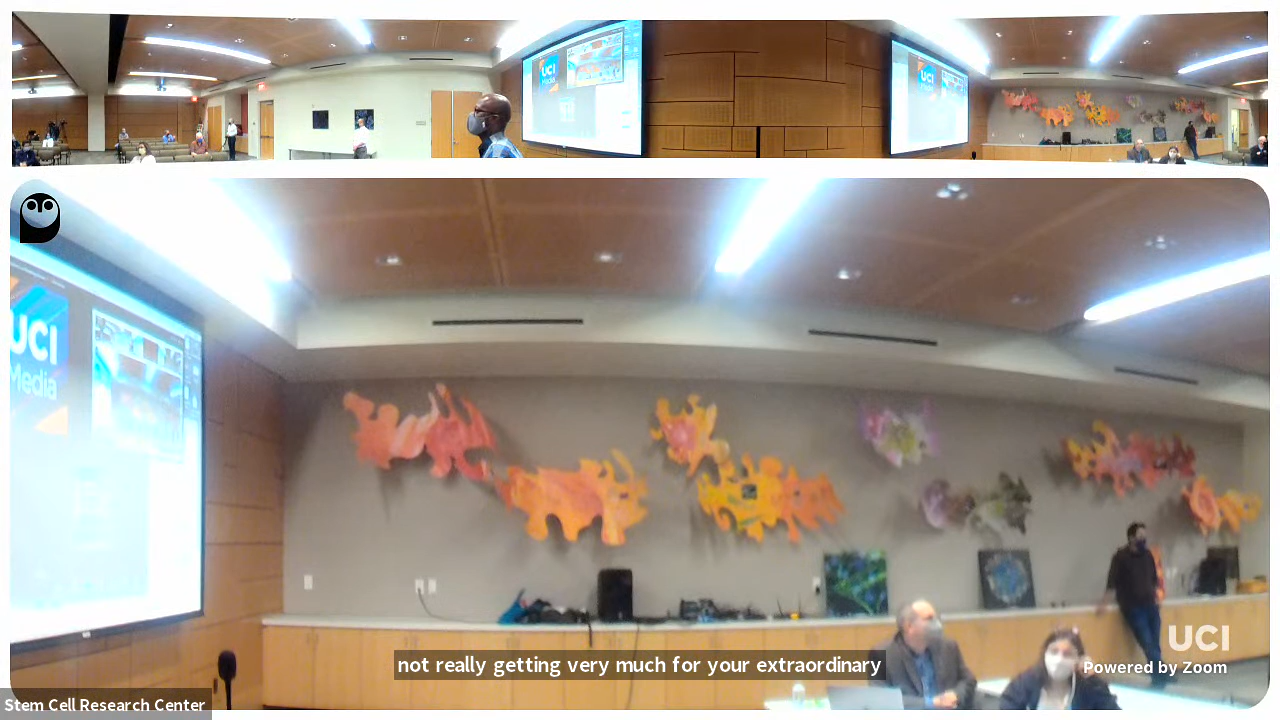 UCI
Media
UCI
UCI
Media
not really getting very much for your extraordinary
UCI
Powered by Zoom
Stem Cell Research Center